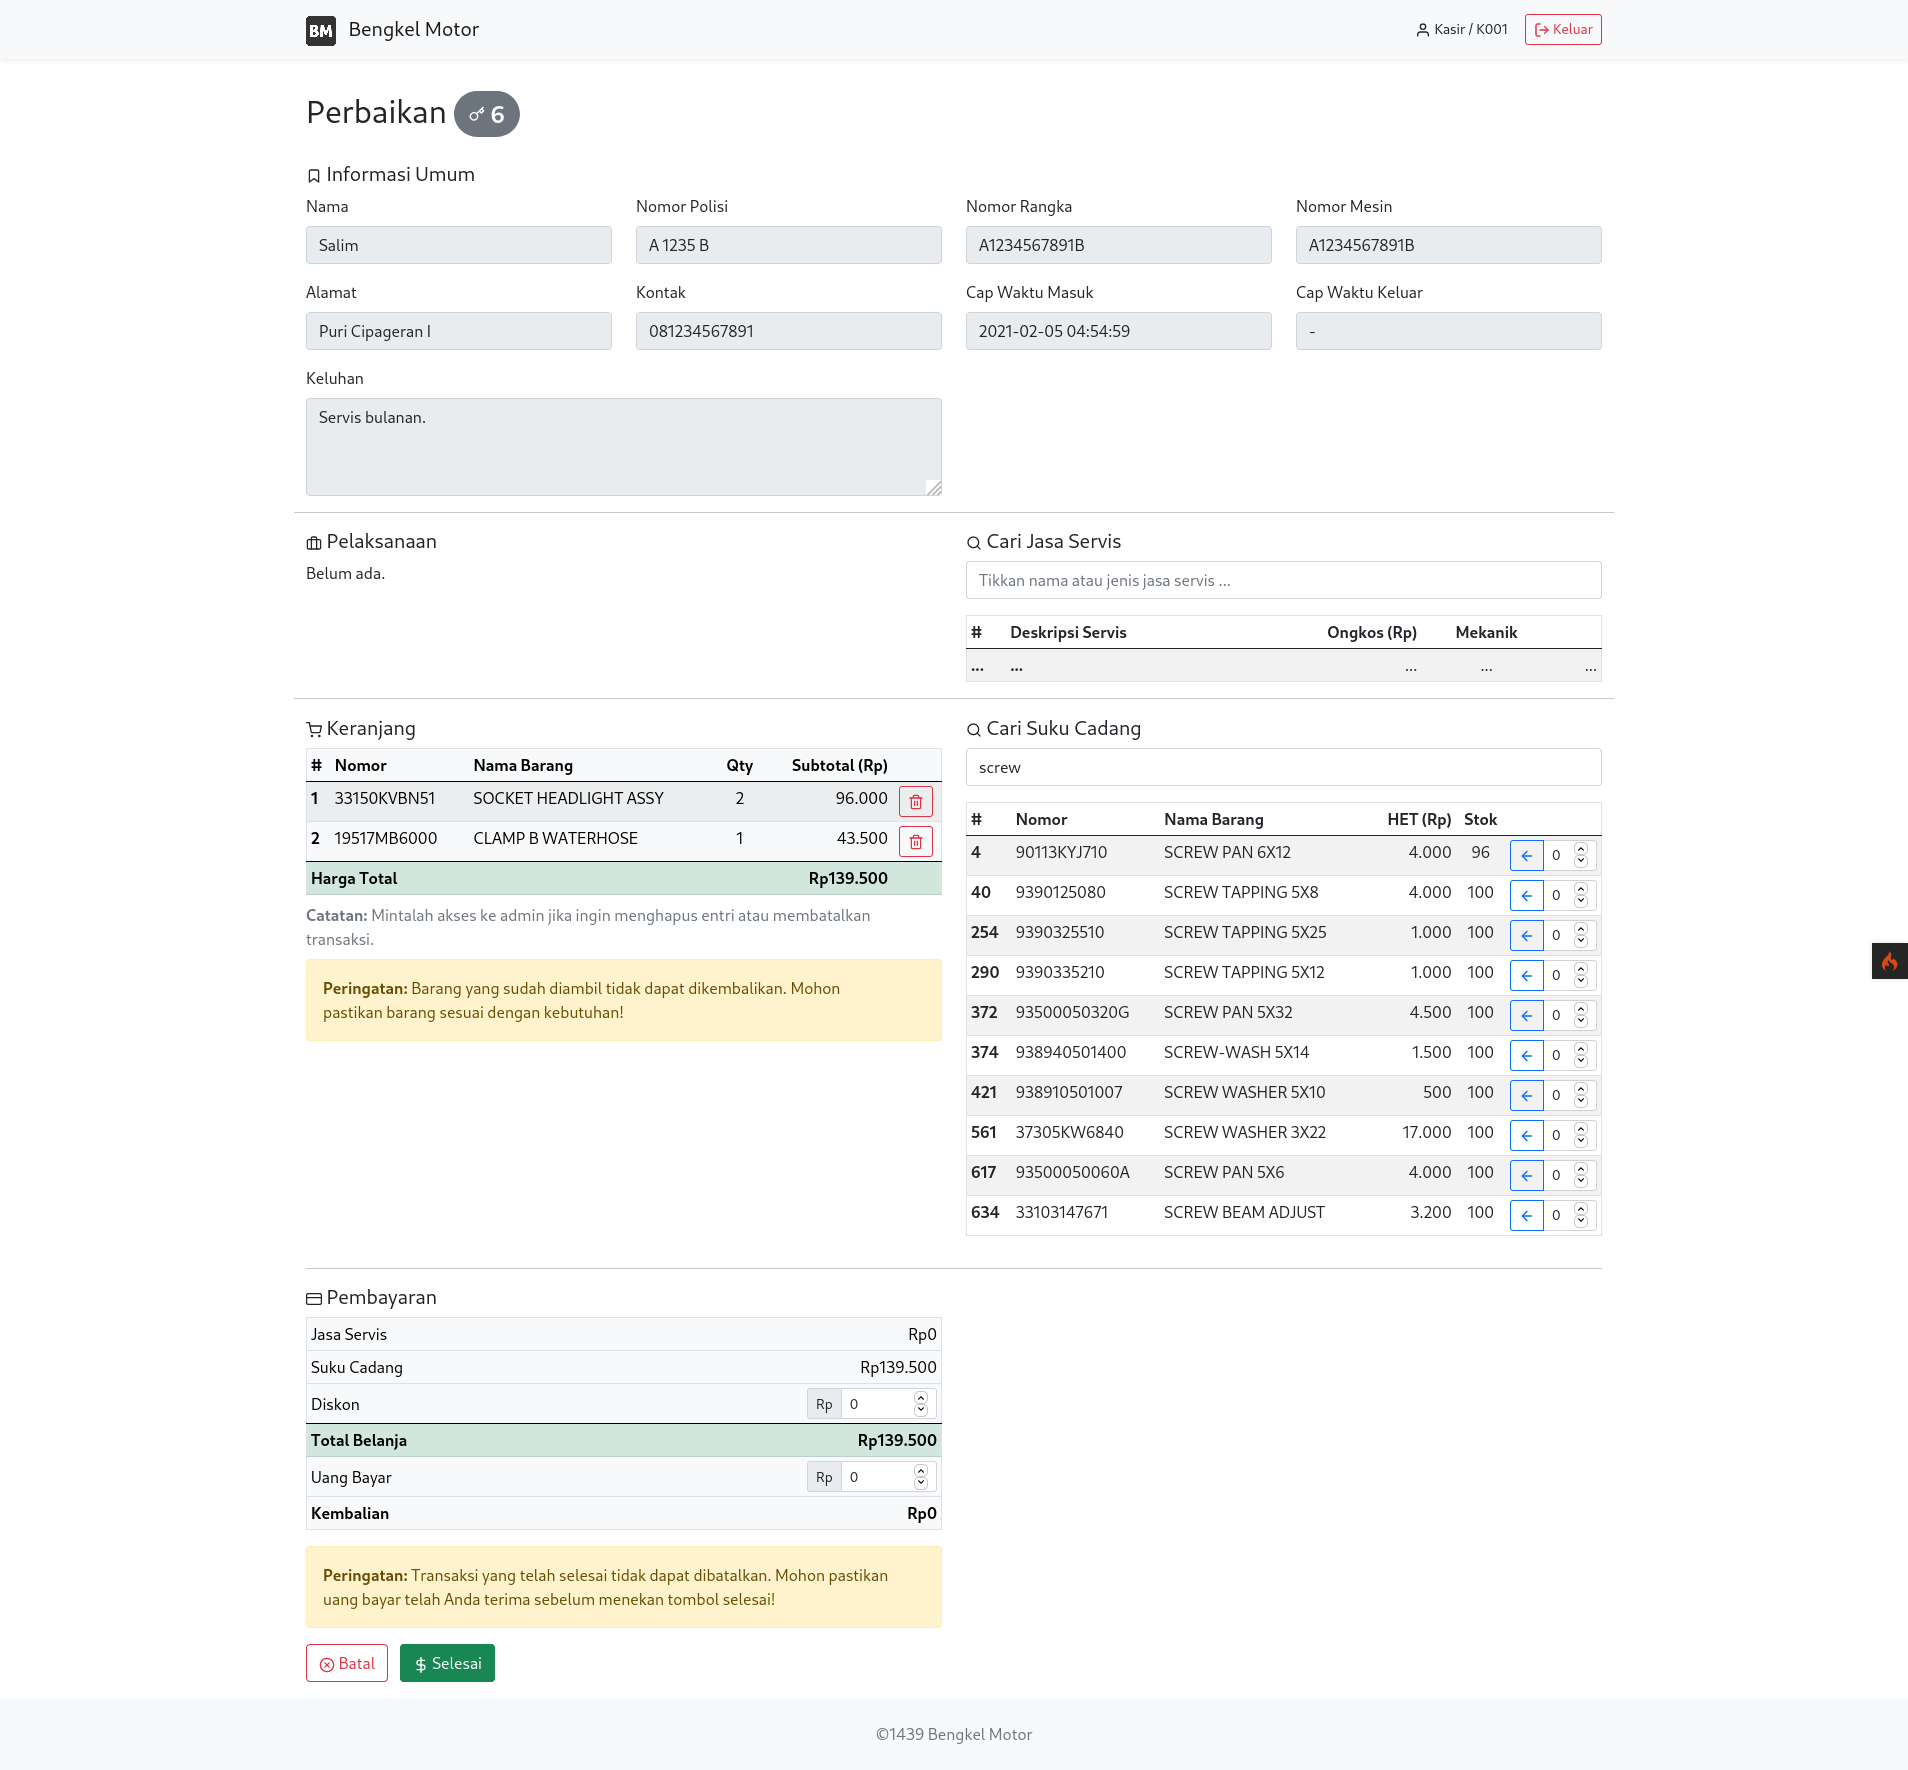 BM Bengkel Motor
Kasir / K001 Keluar
Perbaikan 6
Informasi Umum
Nama Nomor Polisi Nomor Rangka Nomor Mesin
Salim A 1235 B A1234567891B A1234567891B
Alamat Kontak Cap Waktu Masuk Cap Waktu Keluar
Puri Cipageran I 081234567891 2021-02-05 04:54:59 -
Keluhan
Servis bulanan.
Pelaksanaan
Belum ada.
Cari Jasa Servis
Tikkan nama atau jenis jasa servis ...
# Deskripsi Servis Ongkos (Rp) Mekanik
... ... ... ... ...
Keranjang
# Nomor Nama Barang Qty Subtotal (Rp)
1 33150KVBN51 SOCKET HEADLIGHT ASSY 2 96.000
2 19517MB6000 CLAMP B WATERHOSE 1 43.500
Harga Total Rp139.500
Catatan: Mintalah akses ke admin jika ingin menghapus entri atau membatalkan
transaksi.
Peringatan: Barang yang sudah diambil tidak dapat dikembalikan. Mohon
pastikan barang sesuai dengan kebutuhan!
Cari Suku Cadang
screw
# Nomor Nama Barang HET (Rp) Stok
4 90113KYJ710 SCREW PAN 6X12 4.000 96 0
40 9390125080 SCREW TAPPING 5X8 4.000 100 0
254 9390325510 SCREW TAPPING 5X25 1.000 100 0
290 9390335210 SCREW TAPPING 5X12 1.000 100 0
372 93500050320G SCREW PAN 5X32 4.500 100 0
374 938940501400 SCREW-WASH 5X14 1.500 100 0
421 938910501007 SCREW WASHER 5X10 500 100 0
561 37305KW6840 SCREW WASHER 3X22 17.000 100 0
617 93500050060A SCREW PAN 5X6 4.000 100 0
634 33103147671 SCREW BEAM ADJUST 3.200 100 0
Pembayaran
Jasa Servis Rp0
Suku Cadang Rp139.500
Diskon Rp 0
Total Belanja Rp139.500
Uang Bayar Rp 0
Kembalian Rp0
Peringatan: Transaksi yang telah selesai tidak dapat dibatalkan. Mohon pastikan
uang bayar telah Anda terima sebelum menekan tombol selesai!
Batal $ Selesai
©1439 Bengkel Motor